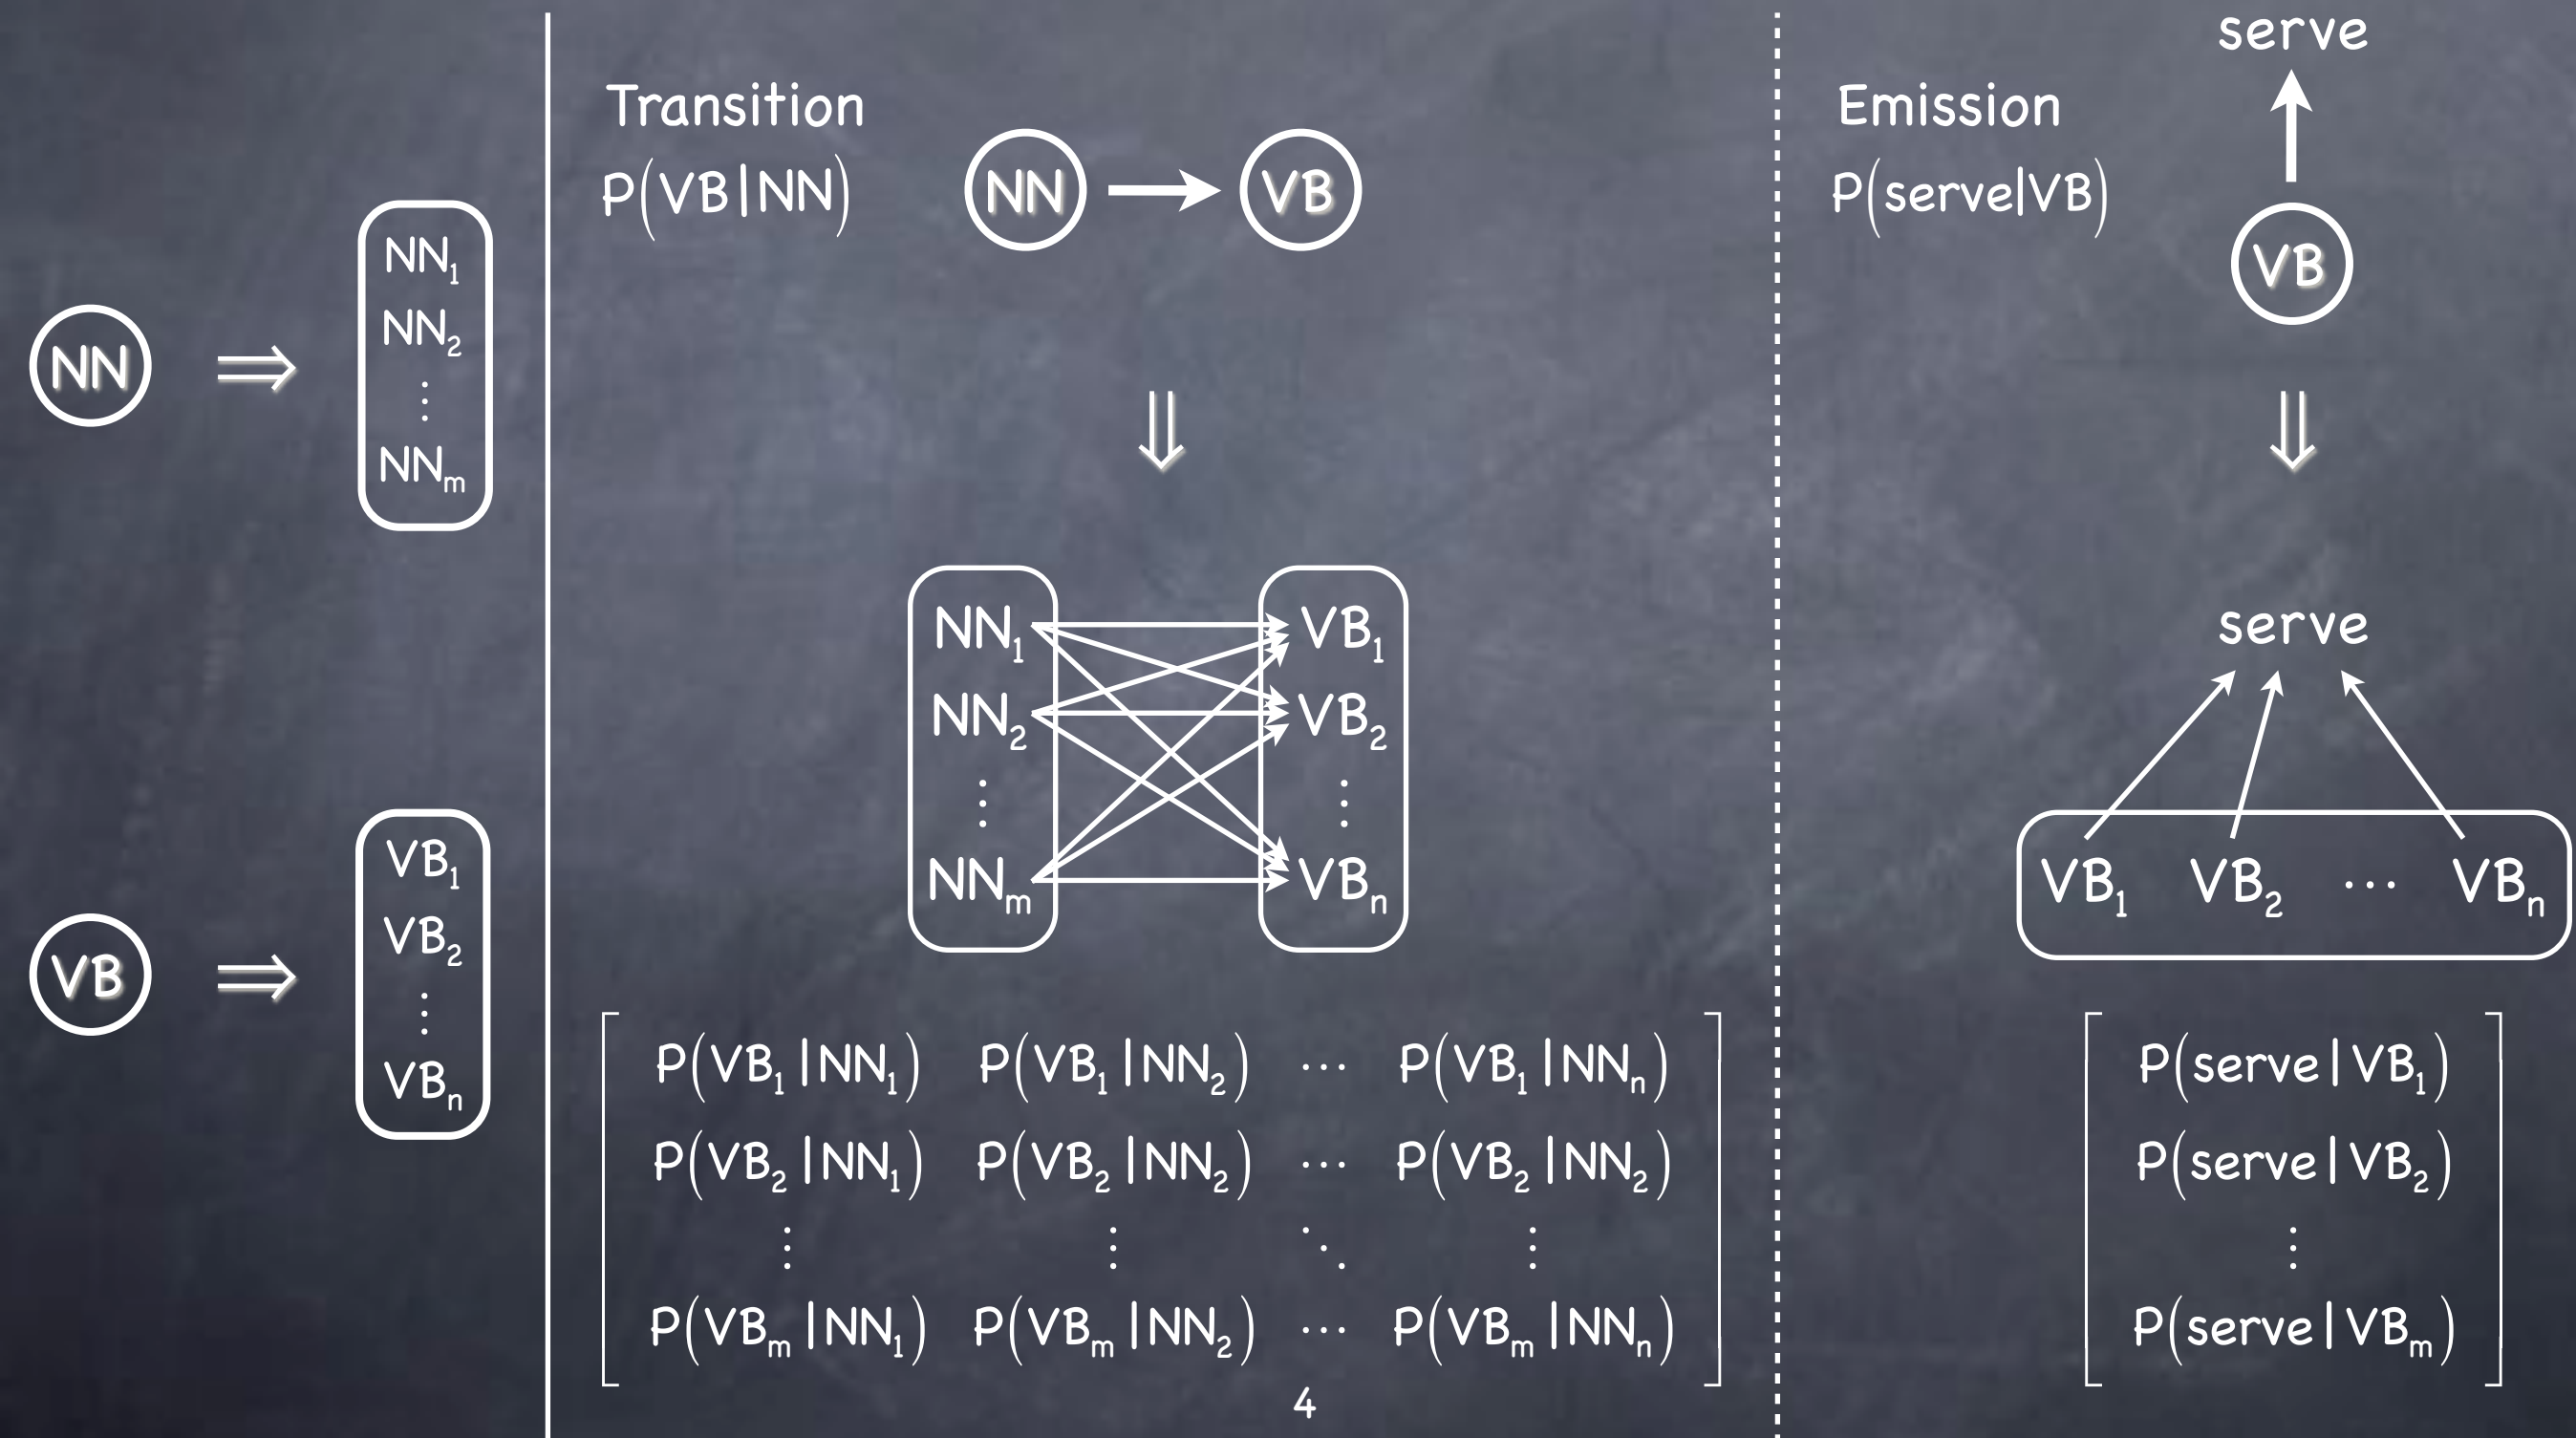 NN
⇒
NN₁
NN₂
⋮
NNₘ
VB
⇒
VB₁
VB₂
⋮
VBₙ
Transition
P(VB|NN)
NN → VB
⇓
NN₁
NN₂
⋮
NNₘ
VB₁
VB₂
⋮
VBₙ
P(VB₁|NN₁) P(VB₁|NN₂) ⋯ P(VB₁|NNₙ)
P(VB₂|NN₁) P(VB₂|NN₂) ⋯ P(VB₂|NN₂)
⋮ ⋮ ⋱ ⋮
P(VBₘ|NN₁) P(VBₘ|NN₂) ⋯ P(VBₘ|NNₙ)
Emission
P(serve|VB)
serve
VB
⇓
serve
VB₁ VB₂ ⋯ VBₙ
P(serve|VB₁)
P(serve|VB₂)
⋮
P(serve|VBₘ)
4